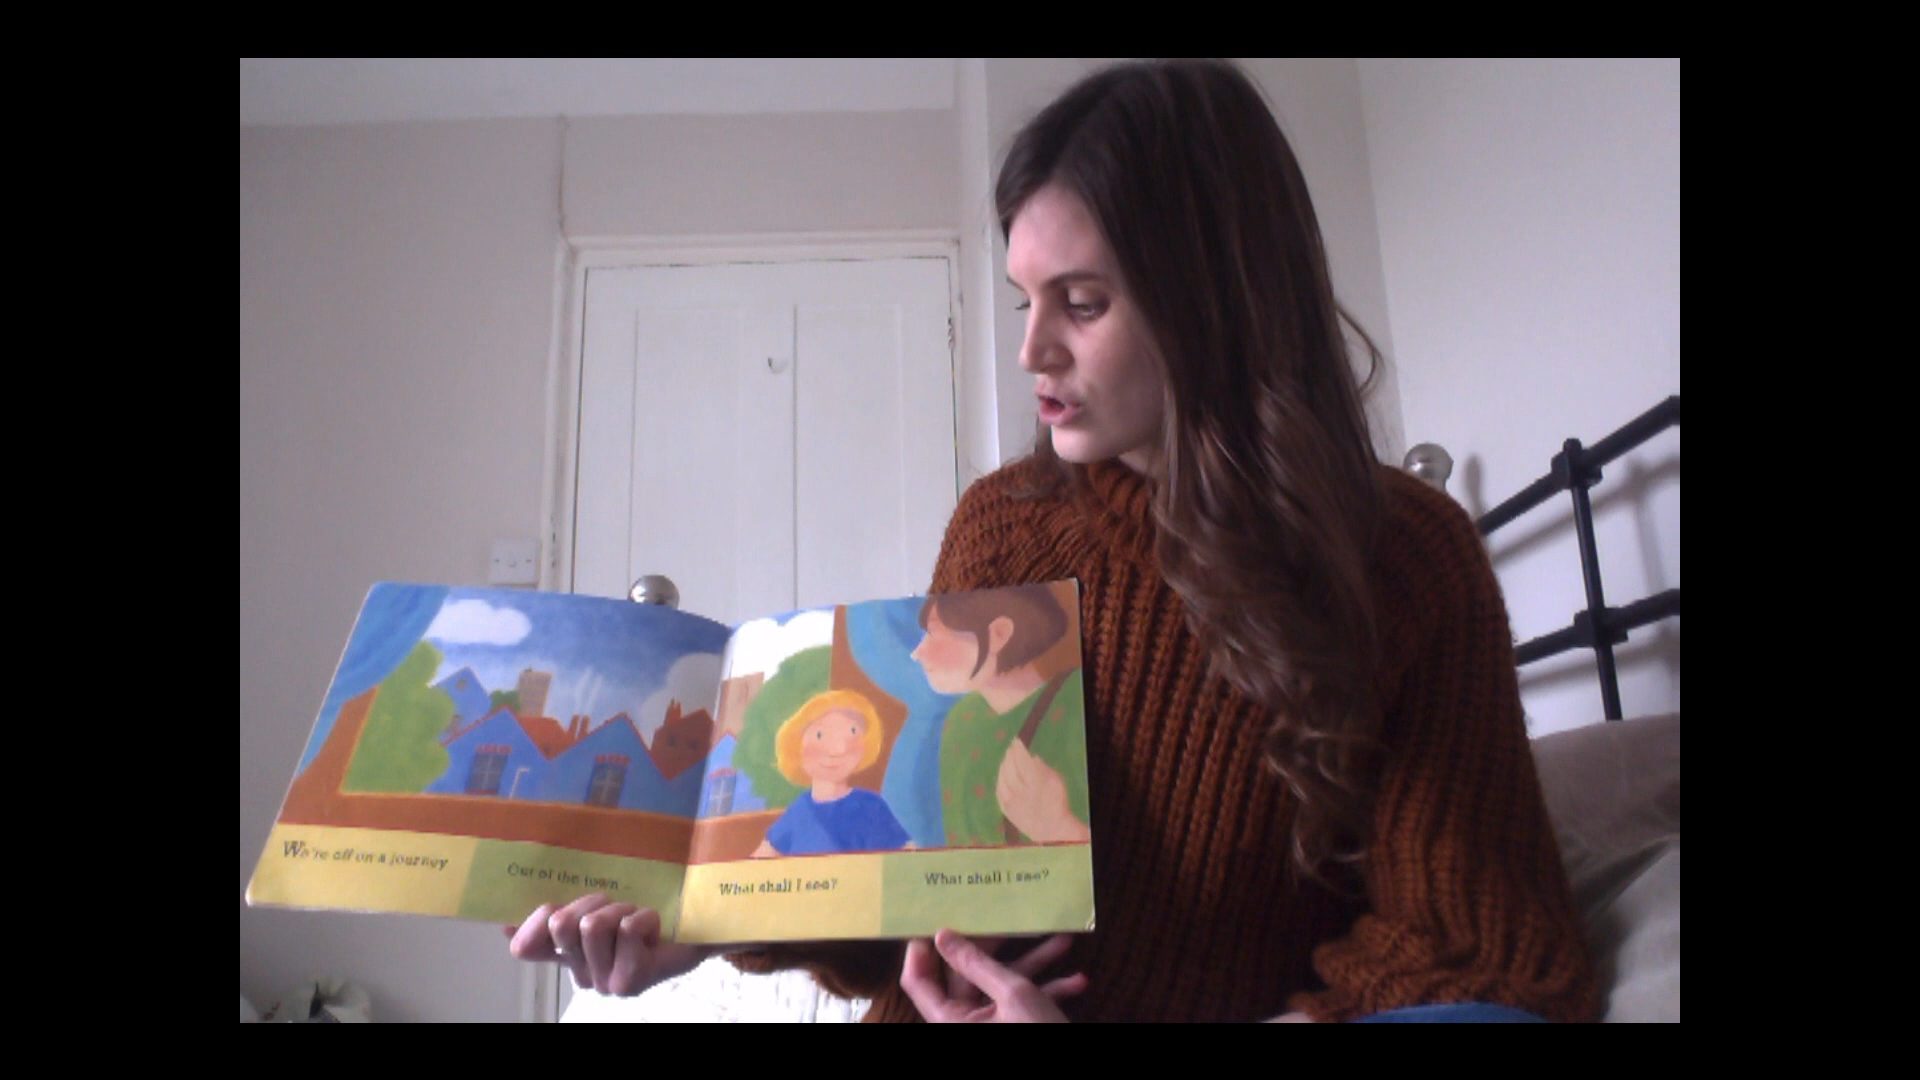 We're off on a journey
Out of the town –
What shall I see?
What shall I see?